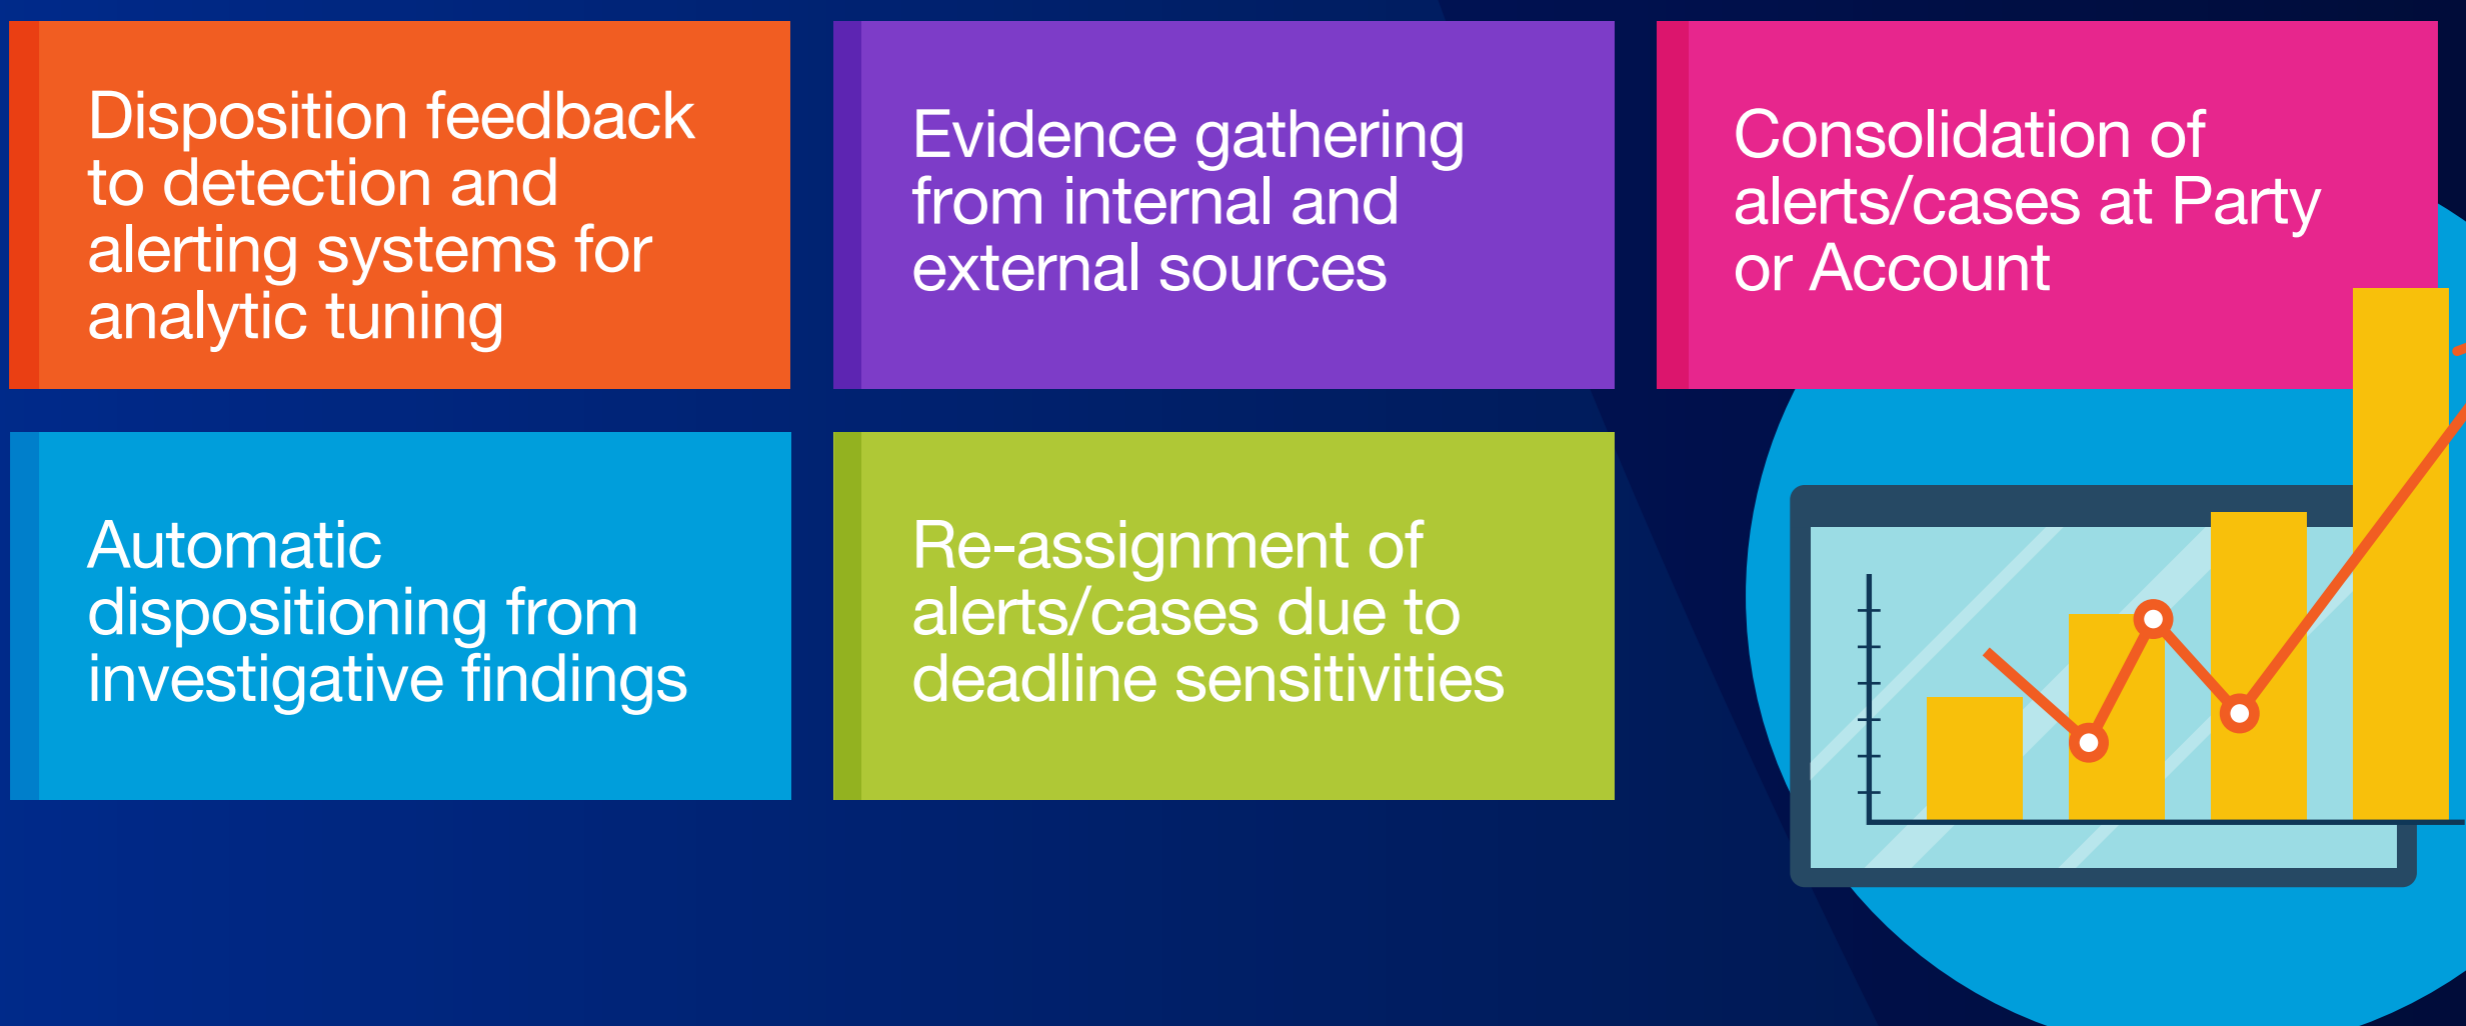 Disposition feedback
to detection and
alerting systems for
analytic tuning
Evidence gathering
from internal and
external sources
Consolidation of
alerts/cases at Party
or Account
Automatic
dispositioning from
investigative findings
Re-assignment of
alerts/cases due to
deadline sensitivities